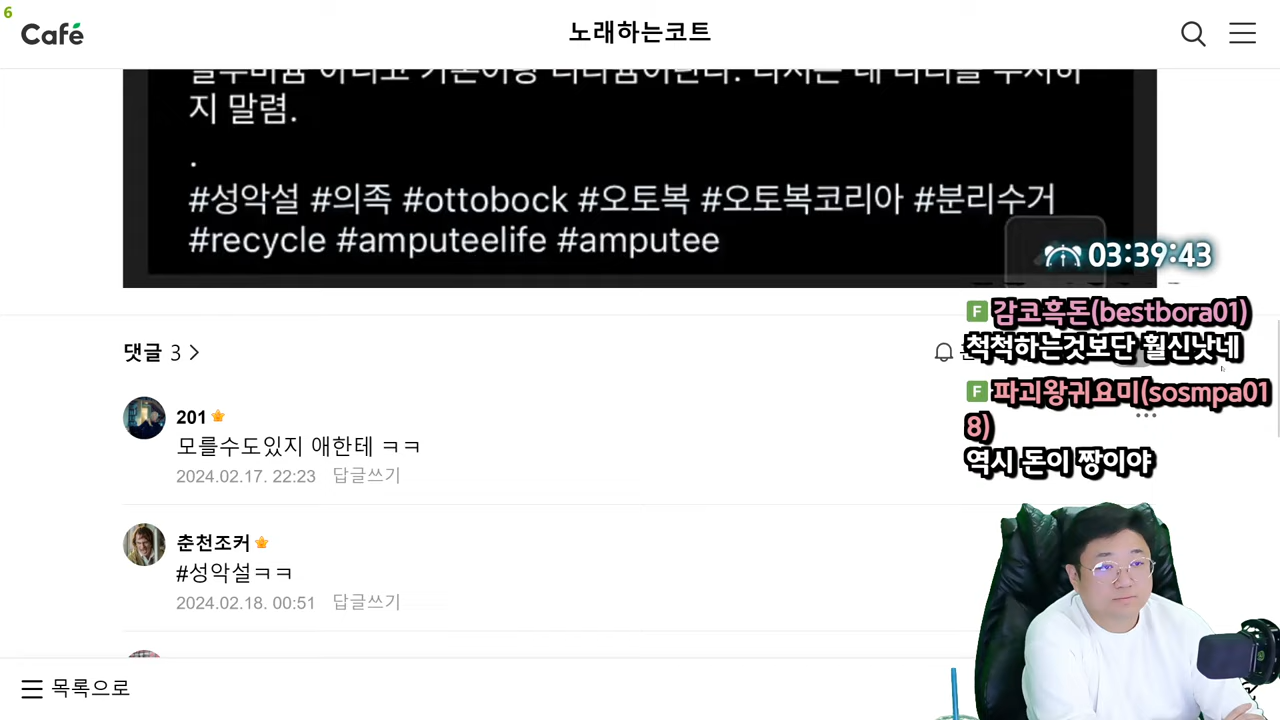 6
Café
노래하는코트
지 말렴.
.
#성악설 #의족 #ottobock #오토복 #오토복코리아 #분리수거
#recycle #amputeelife #amputee
03:39:43
댓글 3
F 감코흑돈(bestbora01)
척척하는것보단 훨신낫네
F 파괴왕귀요미(sosmpa01
8)
역시 돈이 짱이야
201
모를수도있지 애한테 ㅋㅋ
2024.02.17. 22:23 답글쓰기
춘천조커
#성악설ㅋㅋ
2024.02.18. 00:51 답글쓰기
목록으로